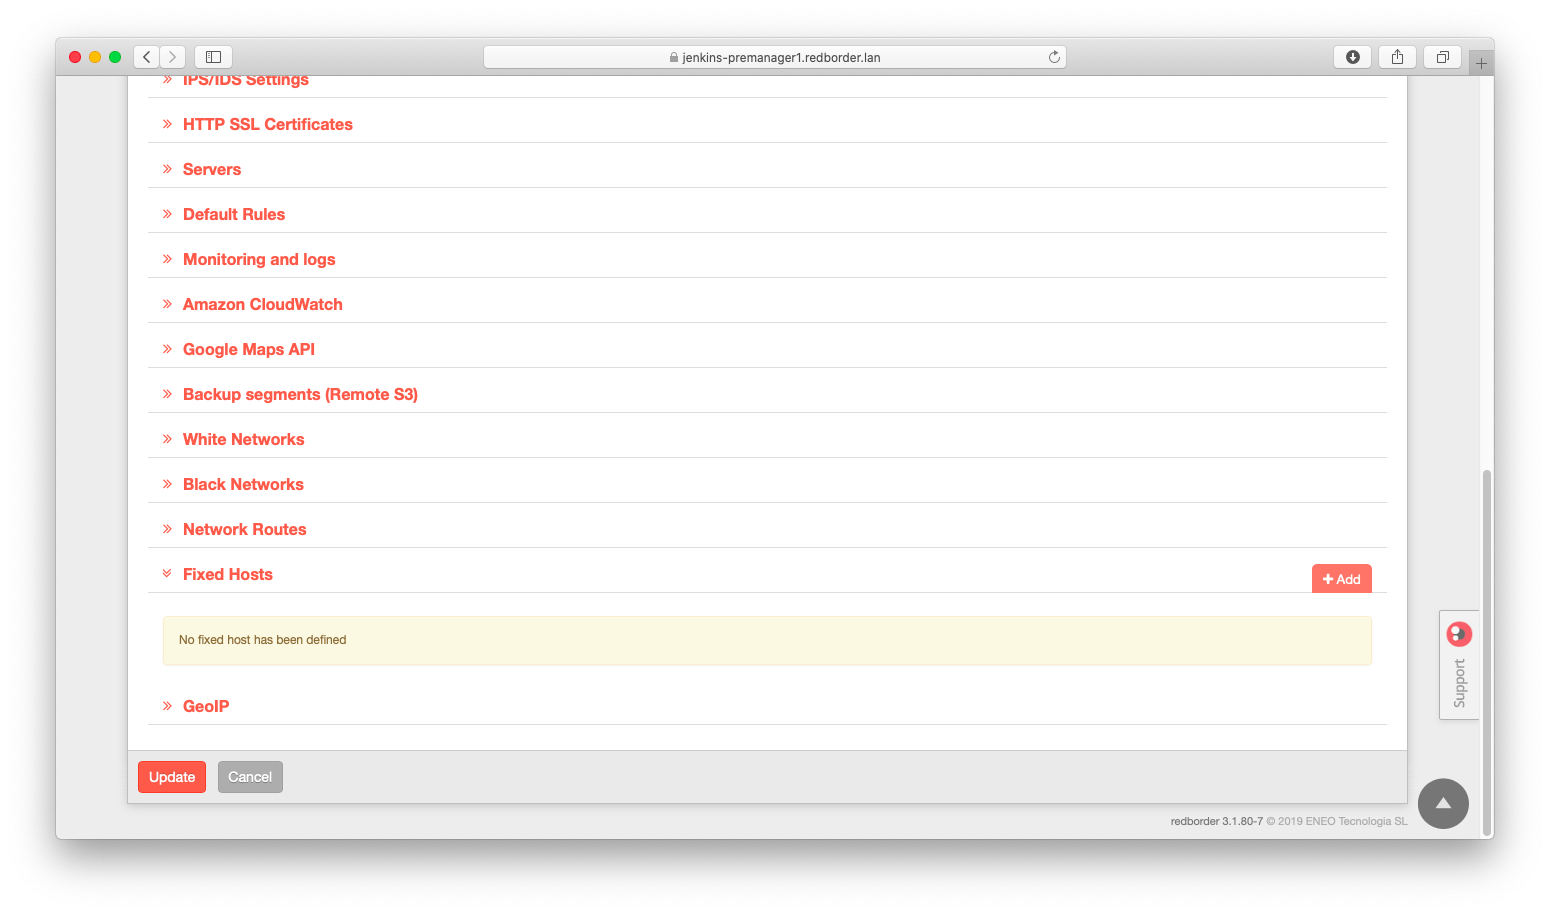 jenkins-premanager1.redborder.lan
IPS/IDS Settings
HTTP SSL Certificates
Servers
Default Rules
Monitoring and logs
Amazon CloudWatch
Google Maps API
Backup segments (Remote S3)
White Networks
Black Networks
Network Routes
Fixed Hosts
+ Add
No fixed host has been defined
GeoIP
Support
Update Cancel
redborder 3.1.80-7 © 2019 ENEO Tecnologia SL